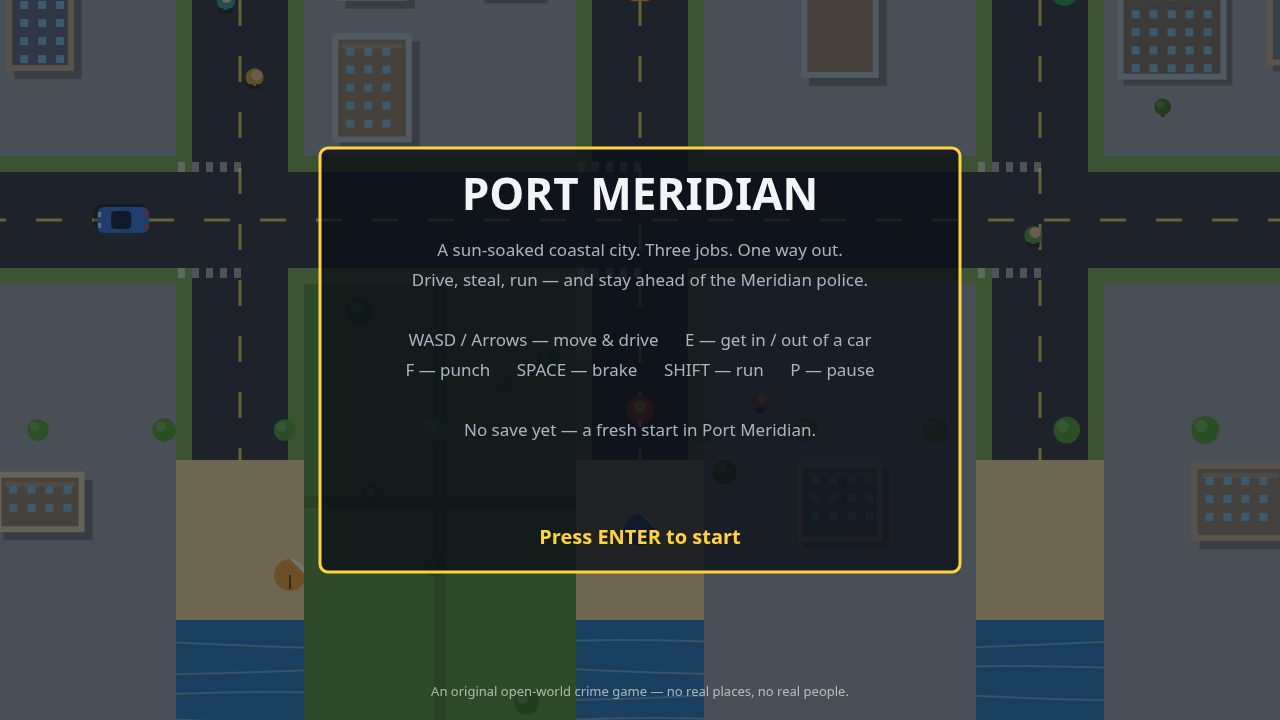 PORT MERIDIAN
A sun-soaked coastal city. Three jobs. One way out.
Drive, steal, run — and stay ahead of the Meridian police.
WASD / Arrows — move & drive     E — get in / out of a car
F — punch     SPACE — brake     SHIFT — run     P — pause
No save yet — a fresh start in Port Meridian.
Press ENTER to start
An original open-world crime game — no real places, no real people.